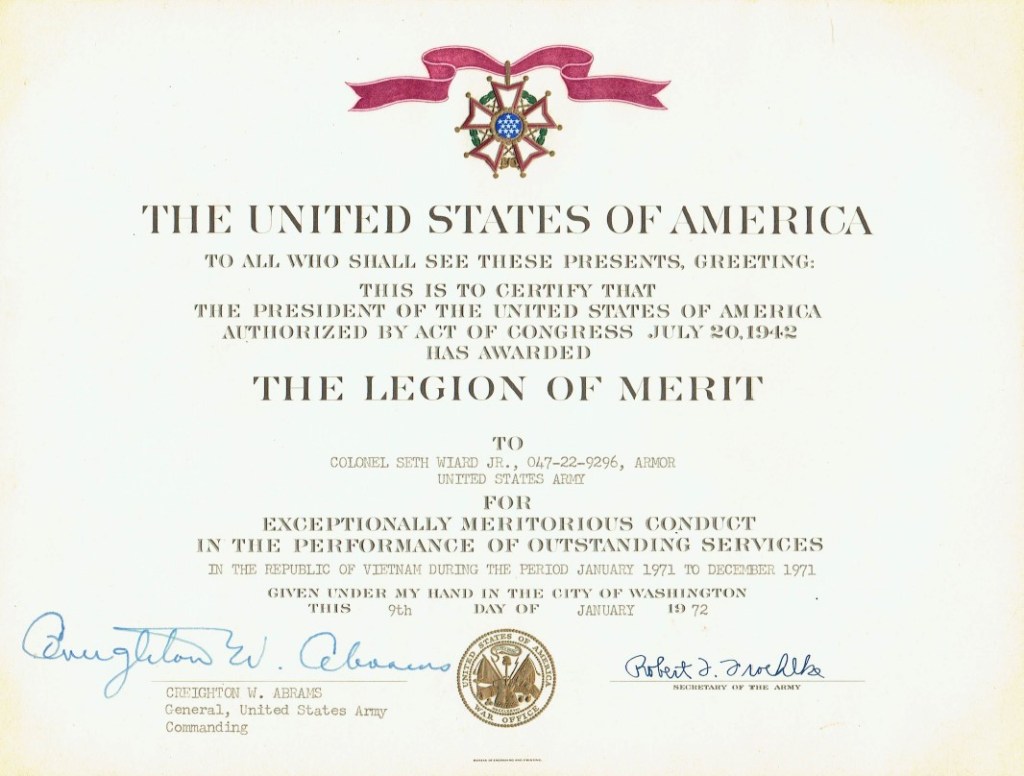 THE UNITED STATES OF AMERICA
TO ALL WHO SHALL SEE THESE PRESENTS, GREETING:
THIS IS TO CERTIFY THAT
THE PRESIDENT OF THE UNITED STATES OF AMERICA
AUTHORIZED BY ACT OF CONGRESS JULY 20, 1942
HAS AWARDED
THE LEGION OF MERIT
TO
COLONEL SETH WIARD JR., 047-22-9296, ARMOR
UNITED STATES ARMY
FOR
EXCEPTIONALLY MERITORIOUS CONDUCT
IN THE PERFORMANCE OF OUTSTANDING SERVICES
IN THE REPUBLIC OF VIETNAM DURING THE PERIOD JANUARY 1971 TO DECEMBER 1971
GIVEN UNDER MY HAND IN THE CITY OF WASHINGTON
THIS 9th DAY OF JANUARY 1972
Creighton W. Abrams
CREIGHTON W. ABRAMS
General, United States Army
Commanding
UNITED STATES OF AMERICA
WAR OFFICE
Robert F. Froehlke
SECRETARY OF THE ARMY